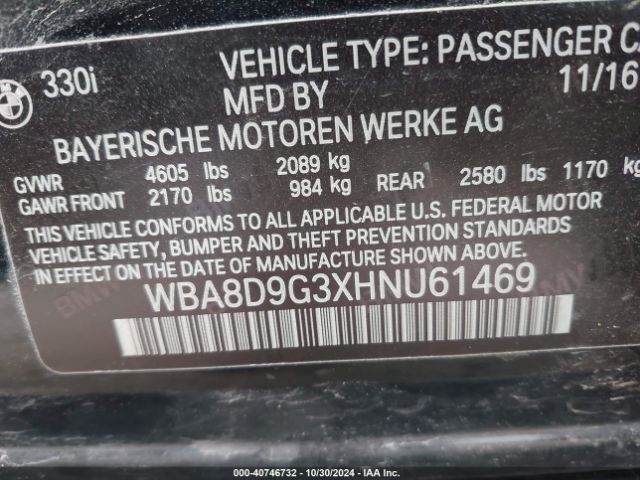 330i
VEHICLE TYPE: PASSENGER C
MFD BY 11/16
BAYERISCHE MOTOREN WERKE AG
GVWR 4605 lbs 2089 kg
GAWR FRONT 2170 lbs 984 kg REAR 2580 lbs 1170 kg
THIS VEHICLE CONFORMS TO ALL APPLICABLE U.S. FEDERAL MOTOR
VEHICLE SAFETY, BUMPER AND THEFT PREVENTION STANDARDS
IN EFFECT ON THE DATE OF MANUFACTURE SHOWN ABOVE.
WBA8D9G3XHNU61469
00% - 40746732 - 10/30/2024 - IAA Inc.